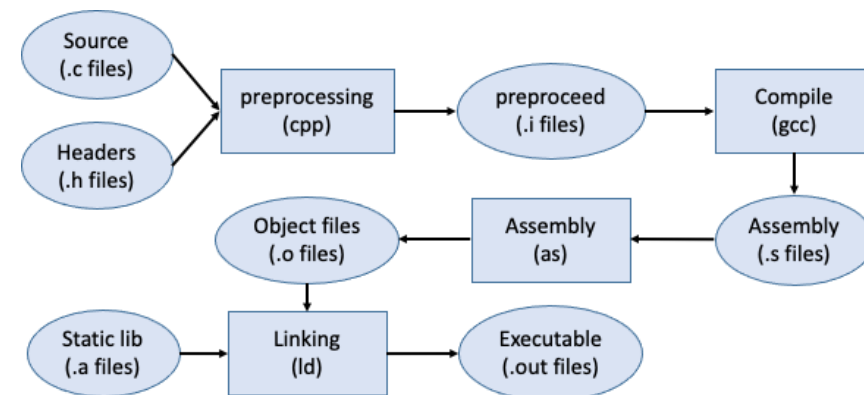 Source
(.c files)
preprocessing
(cpp)
preproceed
(.i files)
Compile
(gcc)
Headers
(.h files)
Object files
(.o files)
Assembly
(as)
Assembly
(.s files)
Static lib
(.a files)
Linking
(ld)
Executable
(.out files)